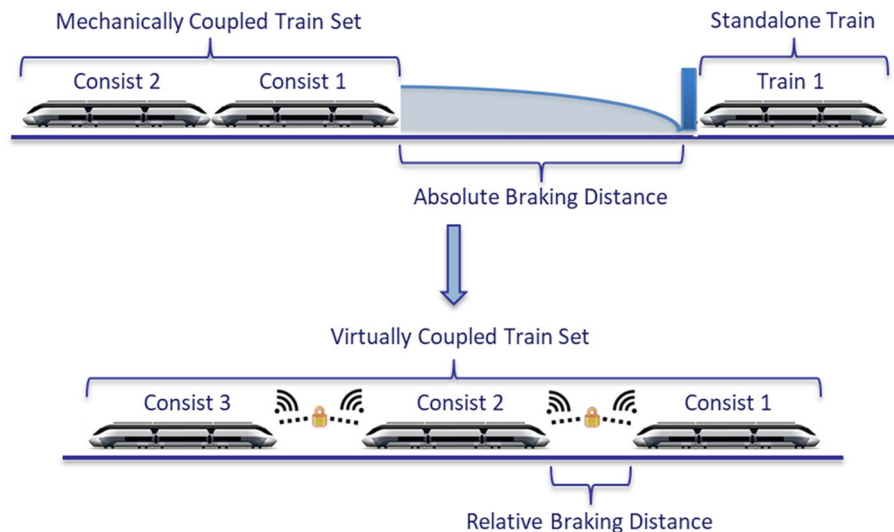 Mechanically Coupled Train Set
Standalone Train
Consist 2
Consist 1
Train 1
Absolute Braking Distance
Virtually Coupled Train Set
Consist 3
Consist 2
Consist 1
Relative Braking Distance